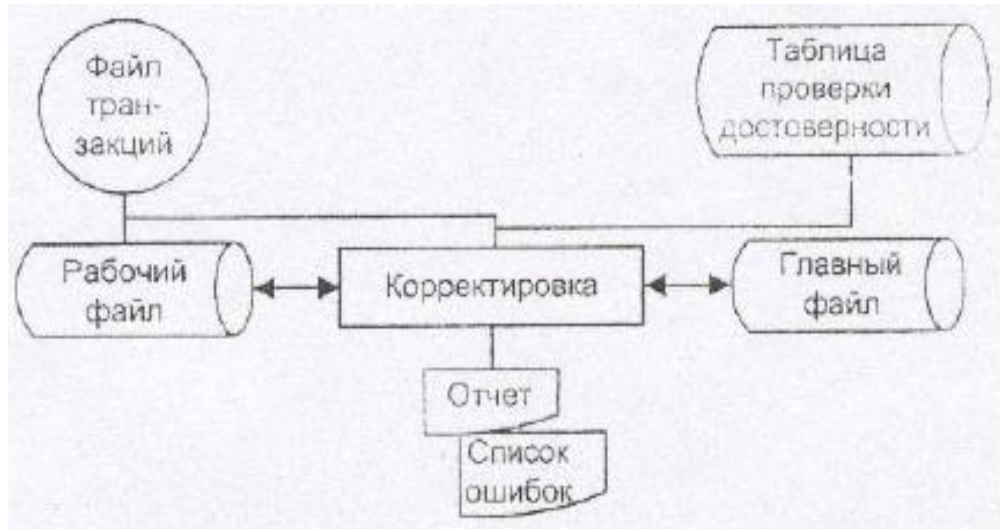 Файл
тран-
закций
Таблица
проверки
достоверности
Рабочий
файл
Корректировка
Главный
файл
Отчет
Список
ошибок